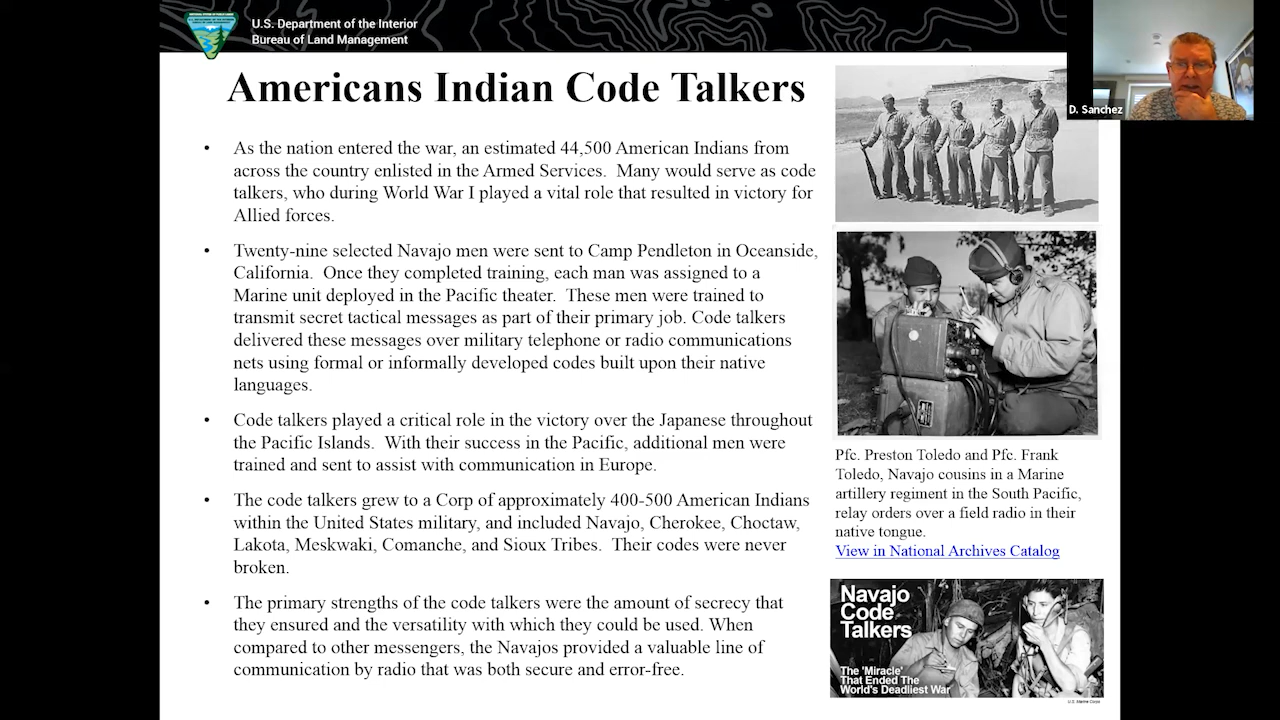 U.S. Department of the Interior
Bureau of Land Management
D. Sanchez
Americans Indian Code Talkers
• As the nation entered the war, an estimated 44,500 American Indians from
across the country enlisted in the Armed Services.  Many would serve as code
talkers, who during World War I played a vital role that resulted in victory for
Allied forces.
• Twenty-nine selected Navajo men were sent to Camp Pendleton in Oceanside,
California.  Once they completed training, each man was assigned to a
Marine unit deployed in the Pacific theater.  These men were trained to
transmit secret tactical messages as part of their primary job. Code talkers
delivered these messages over military telephone or radio communications
nets using formal or informally developed codes built upon their native
languages.
• Code talkers played a critical role in the victory over the Japanese throughout
the Pacific Islands.  With their success in the Pacific, additional men were
trained and sent to assist with communication in Europe.
• The code talkers grew to a Corp of approximately 400-500 American Indians
within the United States military, and included Navajo, Cherokee, Choctaw,
Lakota, Meskwaki, Comanche, and Sioux Tribes.  Their codes were never
broken.
• The primary strengths of the code talkers were the amount of secrecy that
they ensured and the versatility with which they could be used. When
compared to other messengers, the Navajos provided a valuable line of
communication by radio that was both secure and error-free.
Pfc. Preston Toledo and Pfc. Frank
Toledo, Navajo cousins in a Marine
artillery regiment in the South Pacific,
relay orders over a field radio in their
native tongue.
View in National Archives Catalog
Navajo
Code
Talkers
The 'Miracle'
That Ended The
World's Deadliest War
U.S. Marine Corps